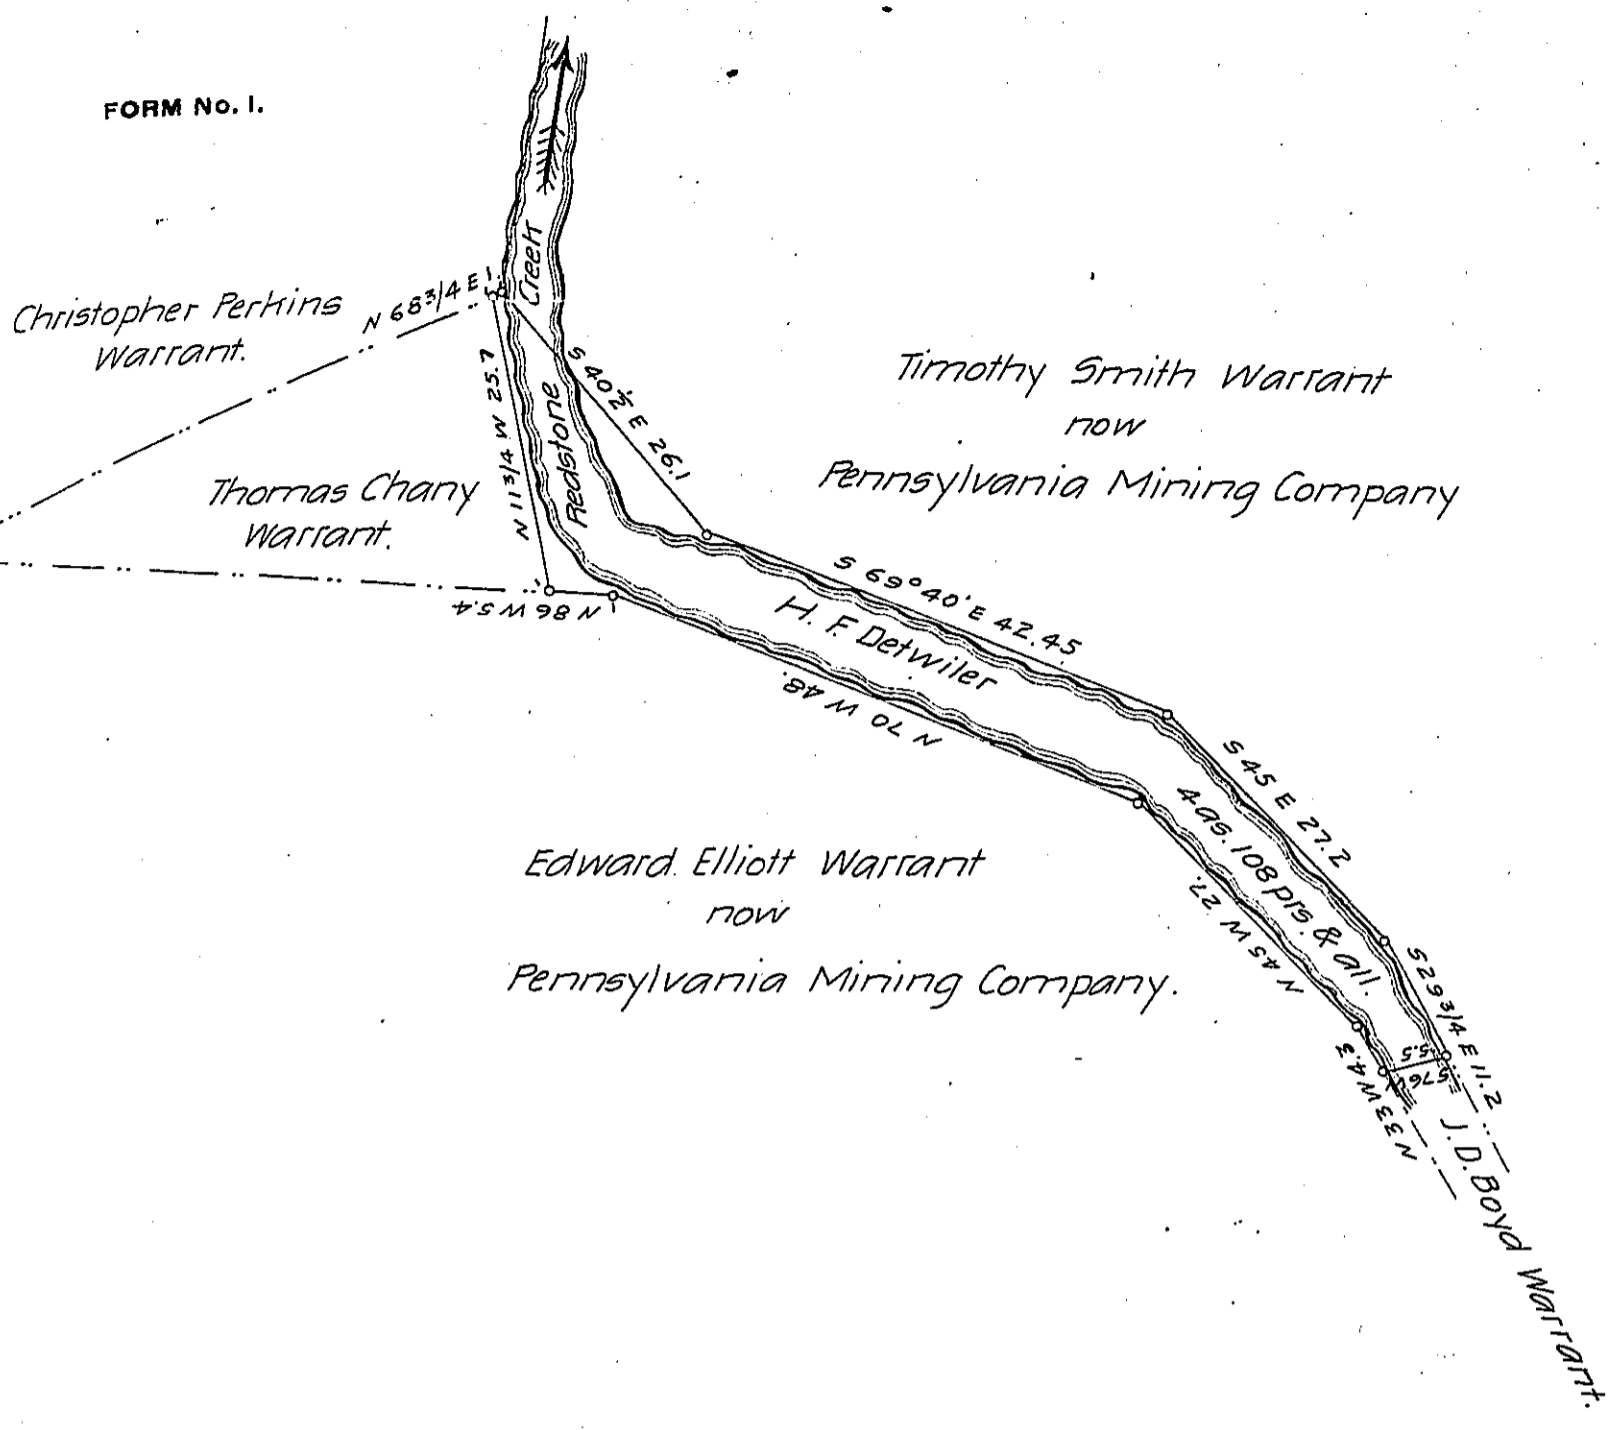 FORM No. 1.
Creek
Christopher Perkins
Warrant.
N 68 3/4 E 1.
N 11 3/4 W 25.7
Redstone
S 40 1/2 E 26.1
Timothy Smith Warrant
now
Pennsylvania Mining Company
Thomas Chany
Warrant.
N 86 W 5.4
S 69° 40' E 42.45
H. F. Detwiler
N 70 W 48.
S 45 E 27.2
4 as. 108 prs. & all.
Edward Elliott Warrant
now
Pennsylvania Mining Company.
N 45 W 27.
S 29 3/4 E 11.2
S 76 W
5.5
N 33 W 4.3
J. D. Boyd Warrant.